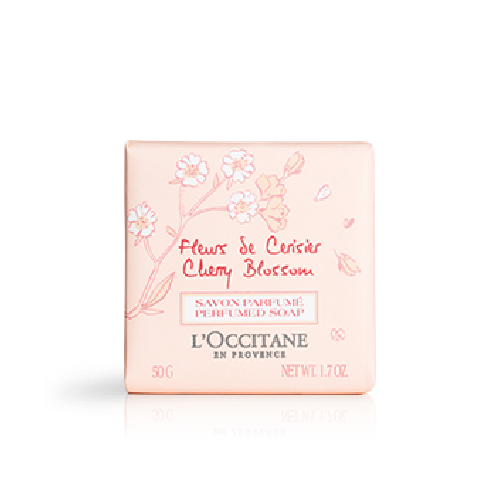 Fleurs de Cerisier
Cherry Blossom
SAVON PARFUMÉ
PERFUMED SOAP
L'OCCITANE
EN PROVENCE
50 G NET WT. 1.7 OZ.